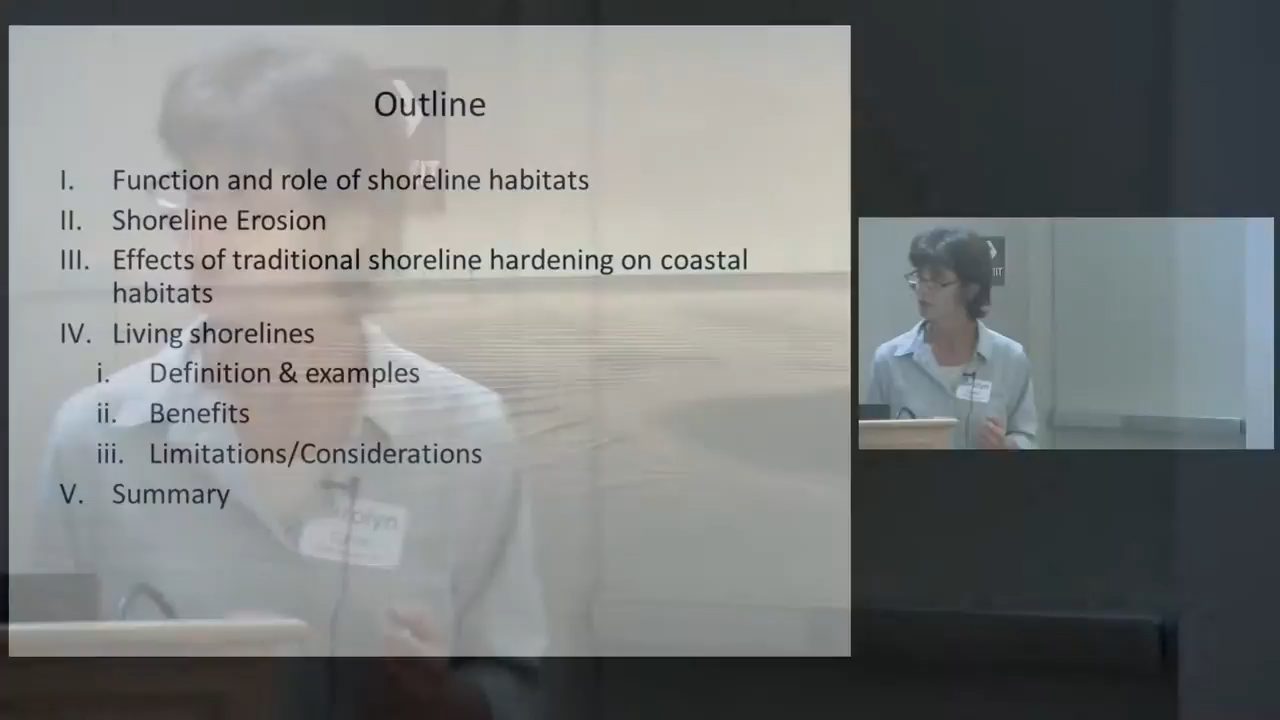 Outline
I. Function and role of shoreline habitats
II. Shoreline Erosion
III. Effects of traditional shoreline hardening on coastal
habitats
IV. Living shorelines
i. Definition & examples
ii. Benefits
iii. Limitations/Considerations
V. Summary